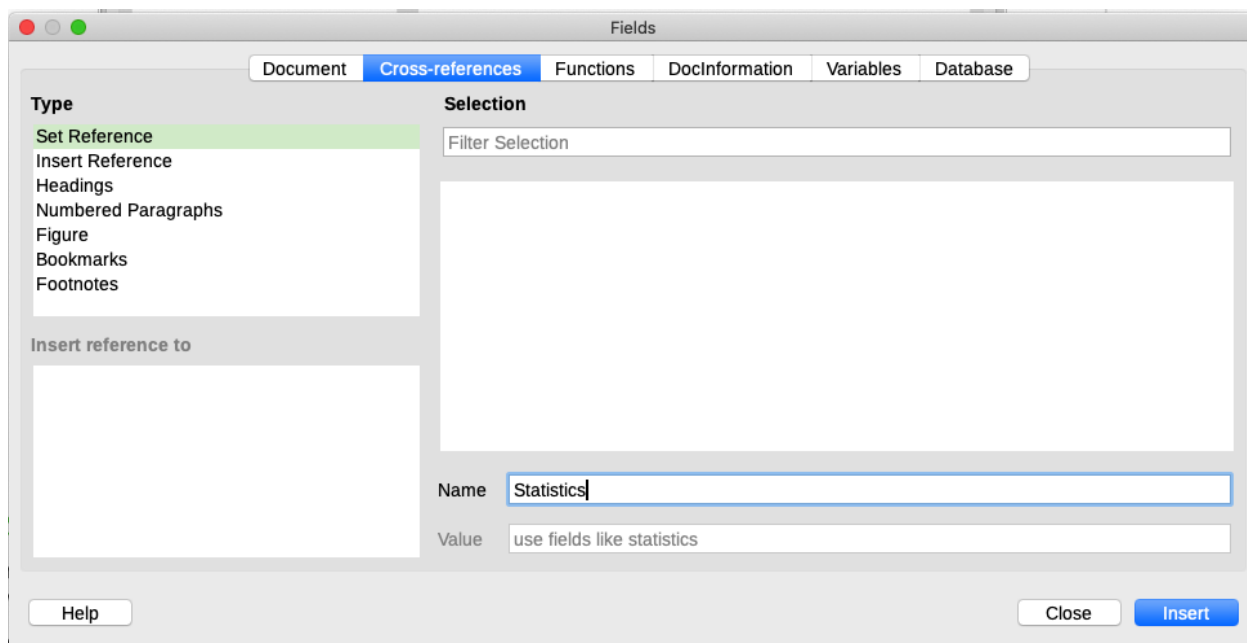 Fields
Document Cross-references Functions DocInformation Variables Database
Type
Set Reference
Insert Reference
Headings
Numbered Paragraphs
Figure
Bookmarks
Footnotes
Insert reference to
Selection
Filter Selection
Name Statistics
Value use fields like statistics
Help Close Insert